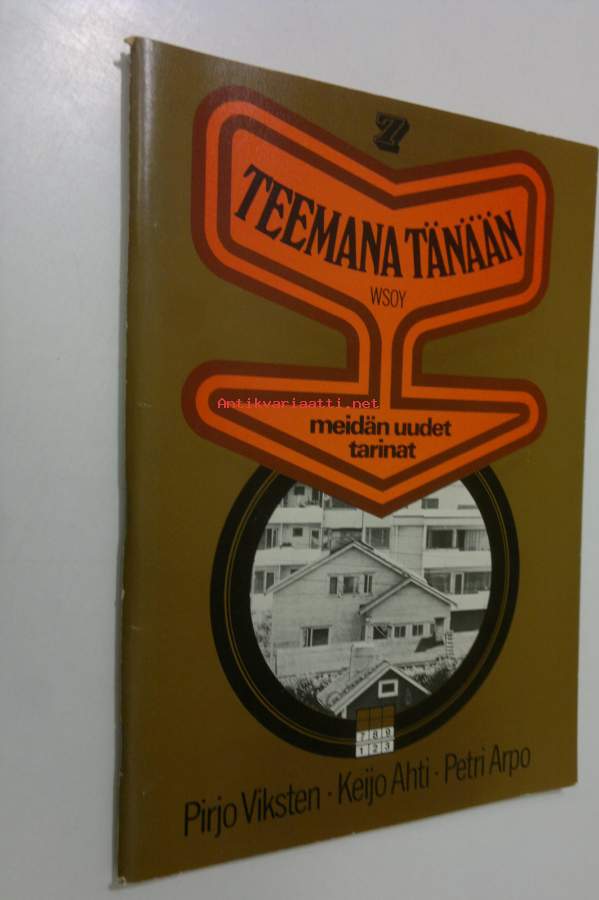 7
TEEMANA TÄNÄÄN
WSOY
Antikvariaatti.net
meidän uudet
tarinat
7 8 9
1 2 3
Pirjo Viksten · Keijo Ahti · Petri Arpo